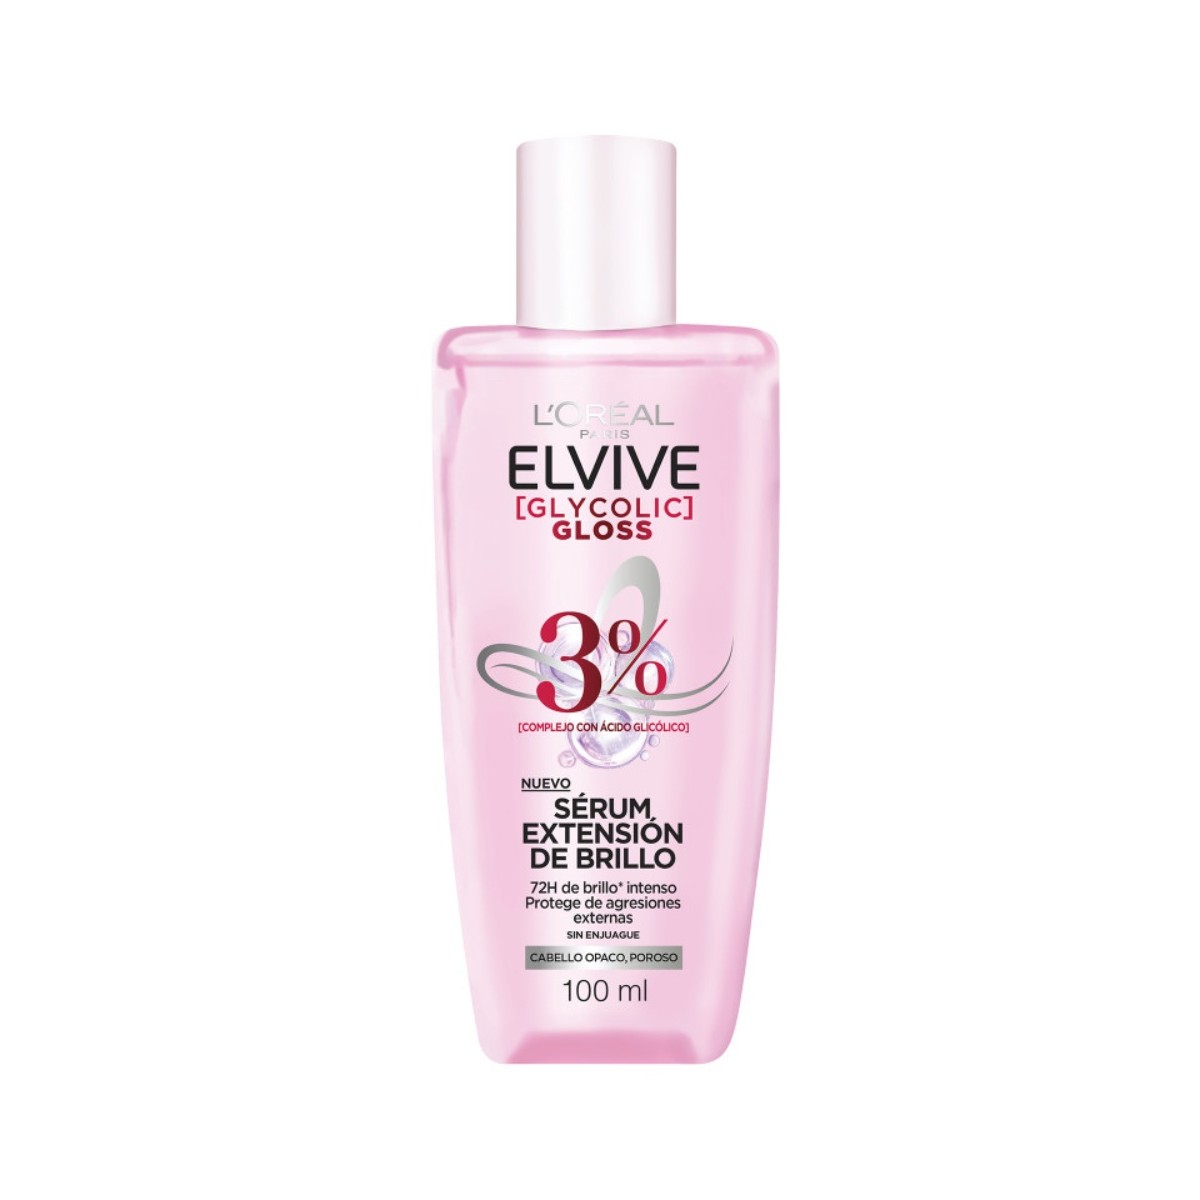 L'ORÉAL
PARIS
ELVIVE
[GLYCOLIC]
GLOSS
3%
[COMPLEJO CON ÁCIDO GLICÓLICO]
NUEVO
SÉRUM
EXTENSIÓN
DE BRILLO
72H de brillo* intenso
Protege de agresiones
externas
SIN ENJUAGUE
CABELLO OPACO, POROSO
100 ml